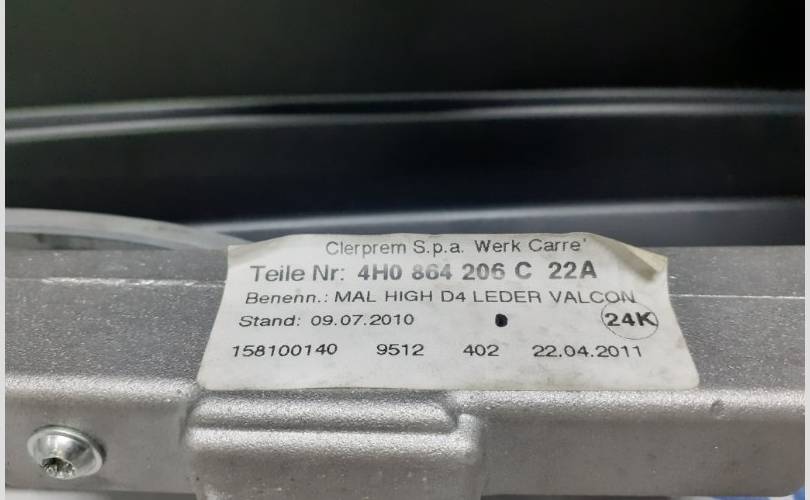 Clerprem S.p.a. Werk Carre'
Teile Nr: 4H0 864 206 C 22A
Benenn.: MAL HIGH D4 LEDER VALCON
Stand: 09.07.2010 24K
158100140 9512 402 22.04.2011